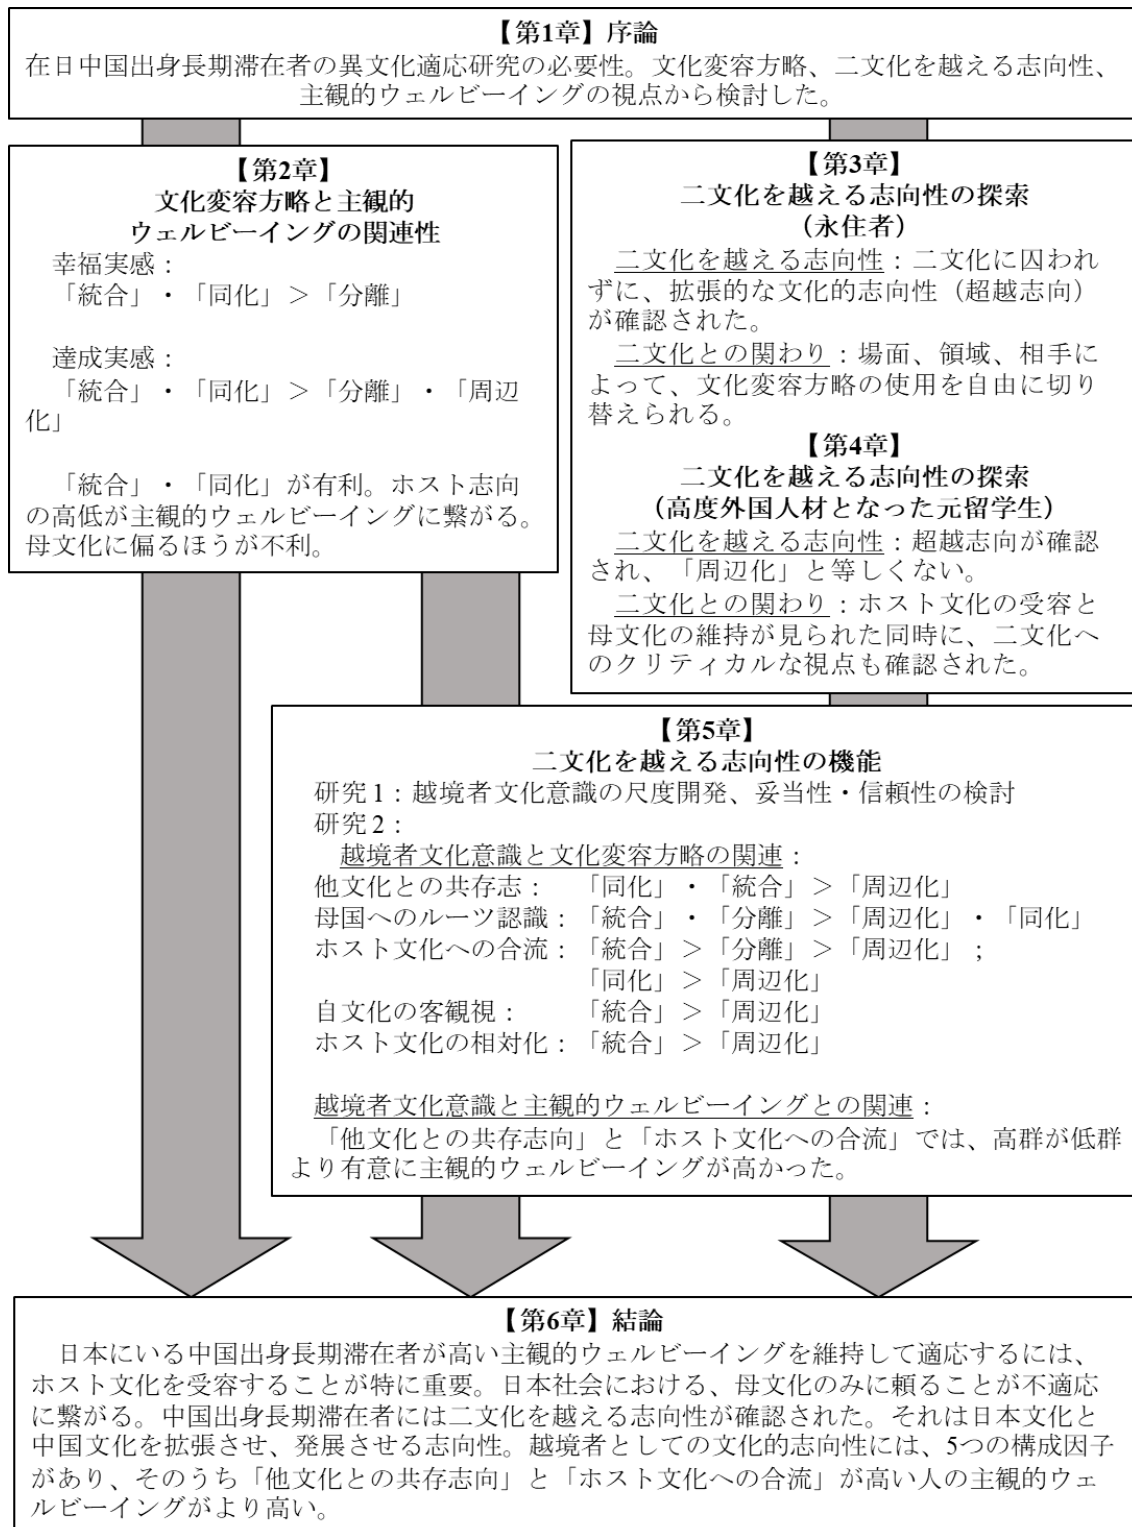 【第1章】序論
在日中国出身長期滞在者の異文化適応研究の必要性。文化変容方略、二文化を越える志向性、
主観的ウェルビーイングの視点から検討した。
【第2章】
文化変容方略と主観的
ウェルビーイングの関連性
幸福実感：
「統合」・「同化」＞「分離」
達成実感：
「統合」・「同化」＞「分離」・「周辺
化」
「統合」・「同化」が有利。ホスト志向
の高低が主観的ウェルビーイングに繋がる。
母文化に偏るほうが不利。
【第3章】
二文化を越える志向性の探索
（永住者）
二文化を越える志向性：二文化に囚われ
ずに、拡張的な文化的志向性（超越志向）
が確認された。
二文化との関わり：場面、領域、相手に
よって、文化変容方略の使用を自由に切り
替えられる。
【第4章】
二文化を越える志向性の探索
（高度外国人材となった元留学生）
二文化を越える志向性：超越志向が確認
され、「周辺化」と等しくない。
二文化との関わり：ホスト文化の受容と
母文化の維持が見られた同時に、二文化へ
のクリティカルな視点も確認された。
【第5章】
二文化を越える志向性の機能
研究1：越境者文化意識の尺度開発、妥当性・信頼性の検討
研究2：
越境者文化意識と文化変容方略の関連：
他文化との共存志：　「同化」・「統合」＞「周辺化」
母国へのルーツ認識：「統合」・「分離」＞「周辺化」・「同化」
ホスト文化への合流：「統合」＞「分離」＞「周辺化」；
「同化」＞「周辺化」
自文化の客観視：　　「統合」＞「周辺化」
ホスト文化の相対化：「統合」＞「周辺化」
越境者文化意識と主観的ウェルビーイングとの関連：
「他文化との共存志向」と「ホスト文化への合流」では、高群が低群
より有意に主観的ウェルビーイングが高かった。
【第6章】結論
日本にいる中国出身長期滞在者が高い主観的ウェルビーイングを維持して適応するには、
ホスト文化を受容することが特に重要。日本社会における、母文化のみに頼ることが不適応
に繋がる。中国出身長期滞在者には二文化を越える志向性が確認された。それは日本文化と
中国文化を拡張させ、発展させる志向性。越境者としての文化的志向性には、5つの構成因子
があり、そのうち「他文化との共存志向」と「ホスト文化への合流」が高い人の主観的ウェ
ルビーイングがより高い。